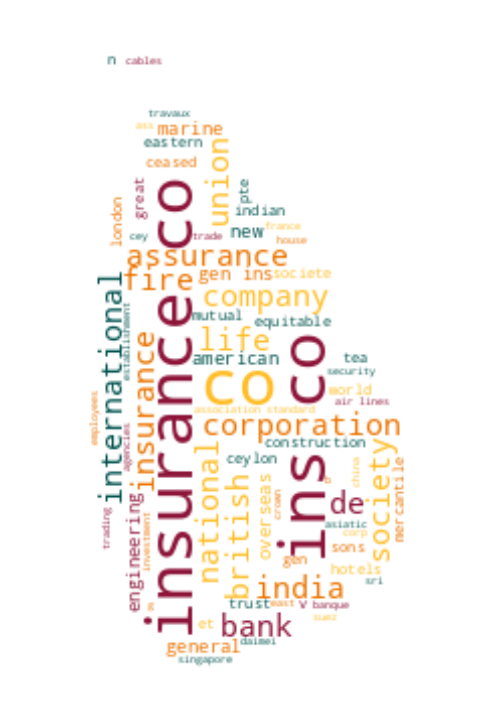 n cables
travaux
ass marine
eastern
union
ceased
great
pte
london
indian
insurance co
new france
cey trade house
assurance
fire gen ins societe
international
company
establishment
mutual equitable
insurance
life
ins co
american tea
security
co
world
employees
air lines
association standard
corporation
agencies
construction
national
ceylon
society
china
mercantile
british
overseas
crown
engineering
de
trading
investment
asiatic
corp
sons
gen
hotels
sri
india
trust east v banque
suez
et bank
general daimei
singapore